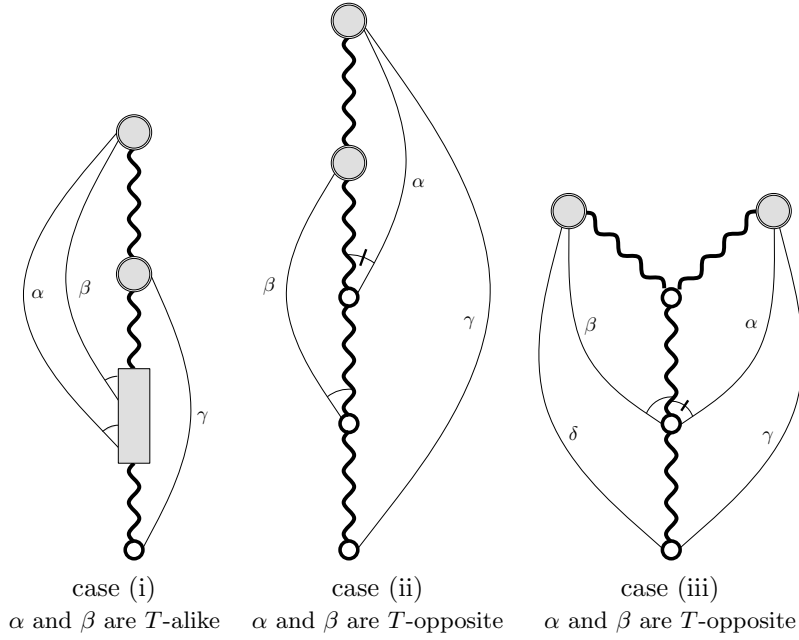 α
β
γ
β
α
γ
β
α
δ
γ
case (i)
α and β are T-alike
case (ii)
α and β are T-opposite
case (iii)
α and β are T-opposite